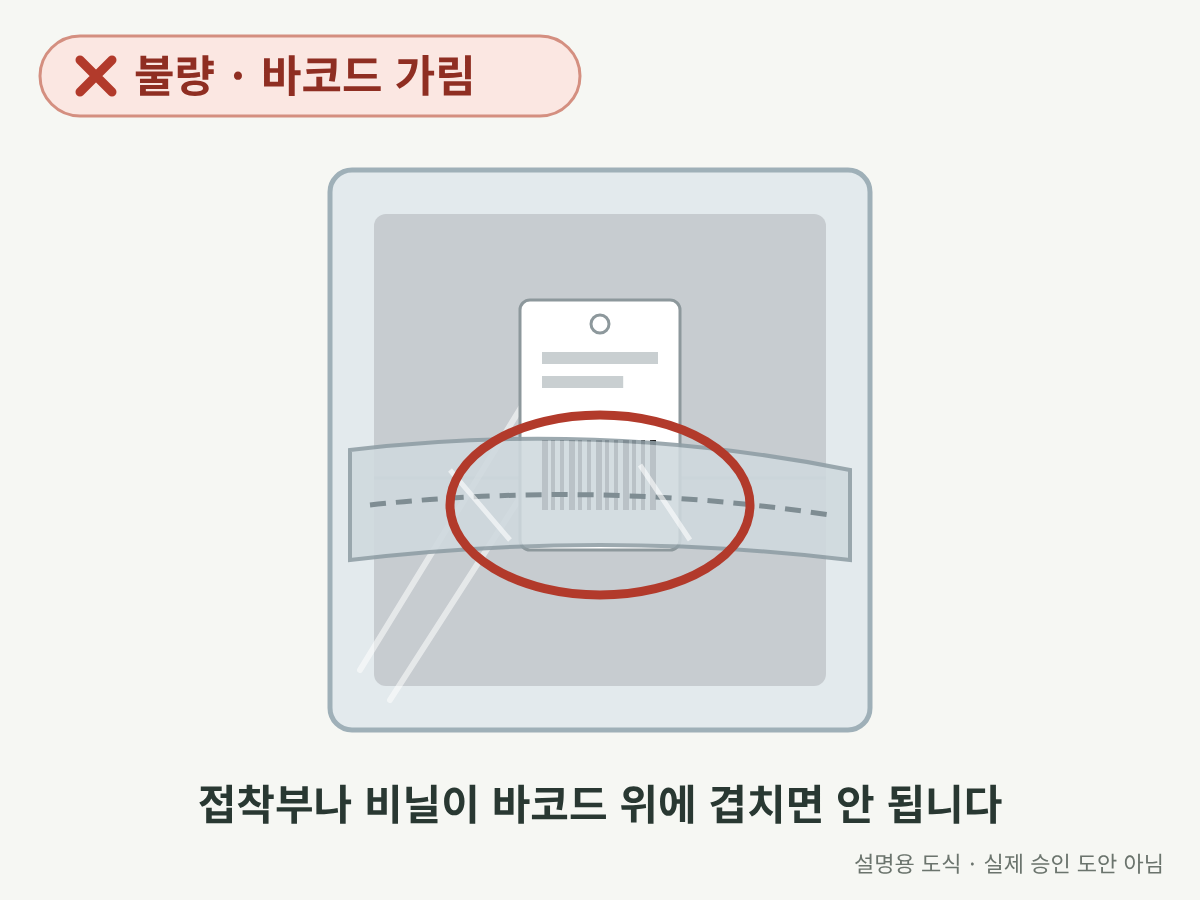 불량 · 바코드 가림
접착부나 비닐이 바코드 위에 겹치면 안 됩니다
설명용 도식 · 실제 승인 도안 아님